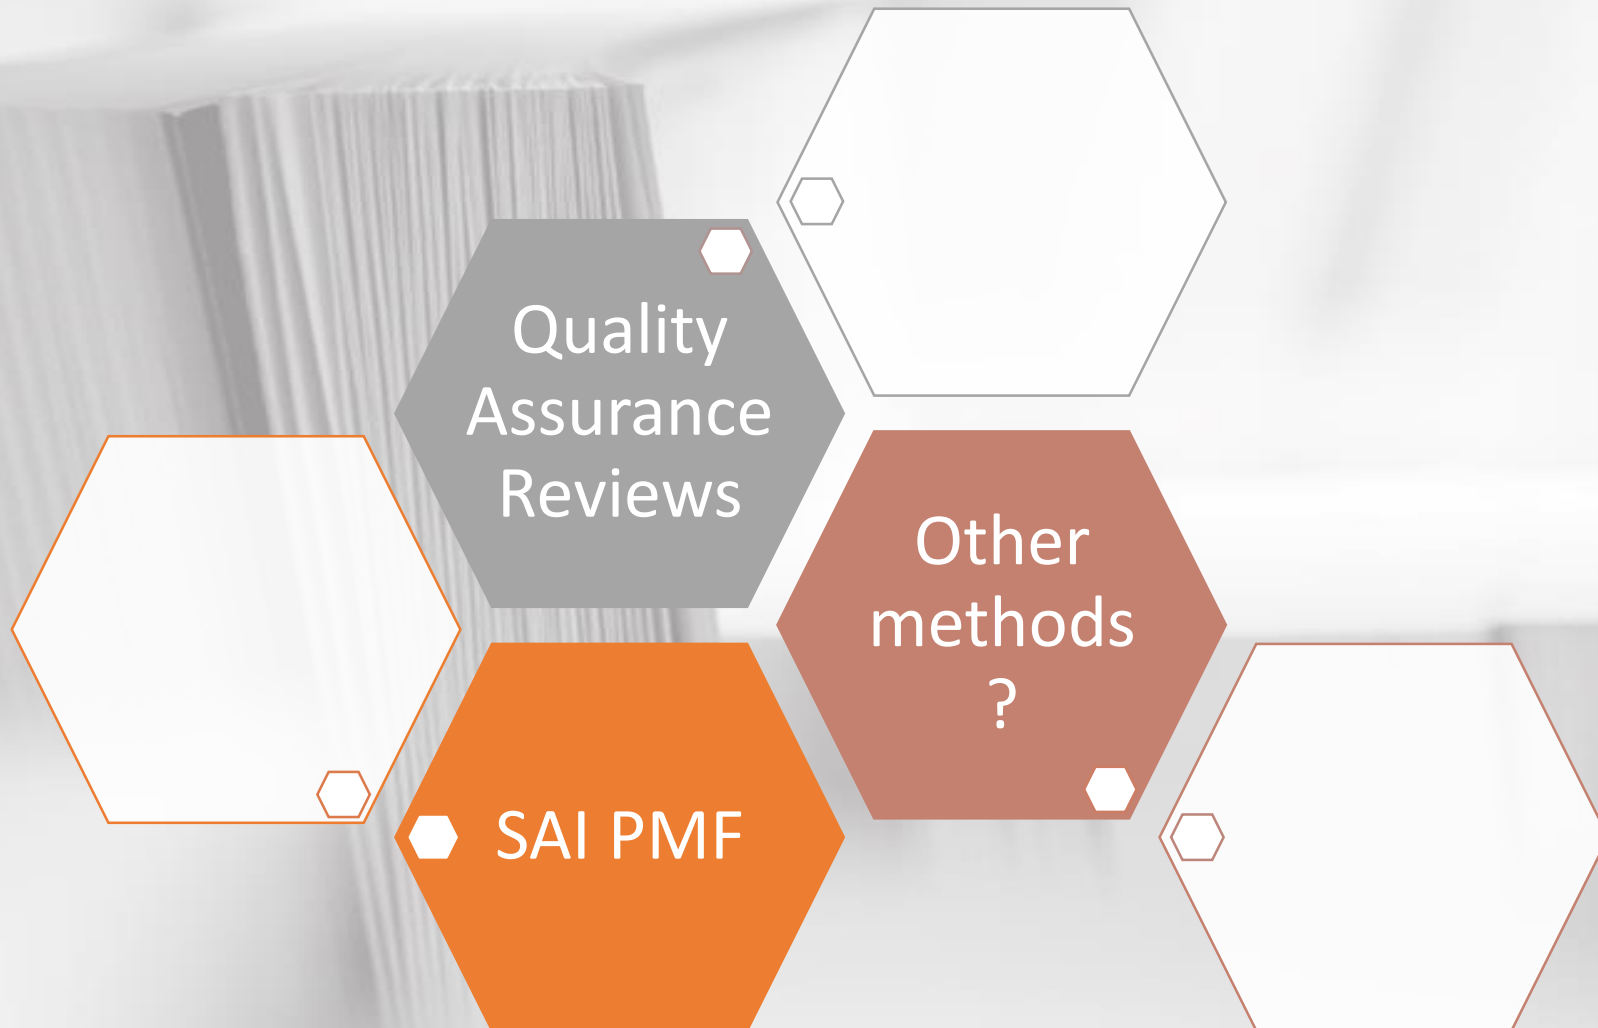 Quality
Assurance
Reviews
Other
methods
?
SAI PMF